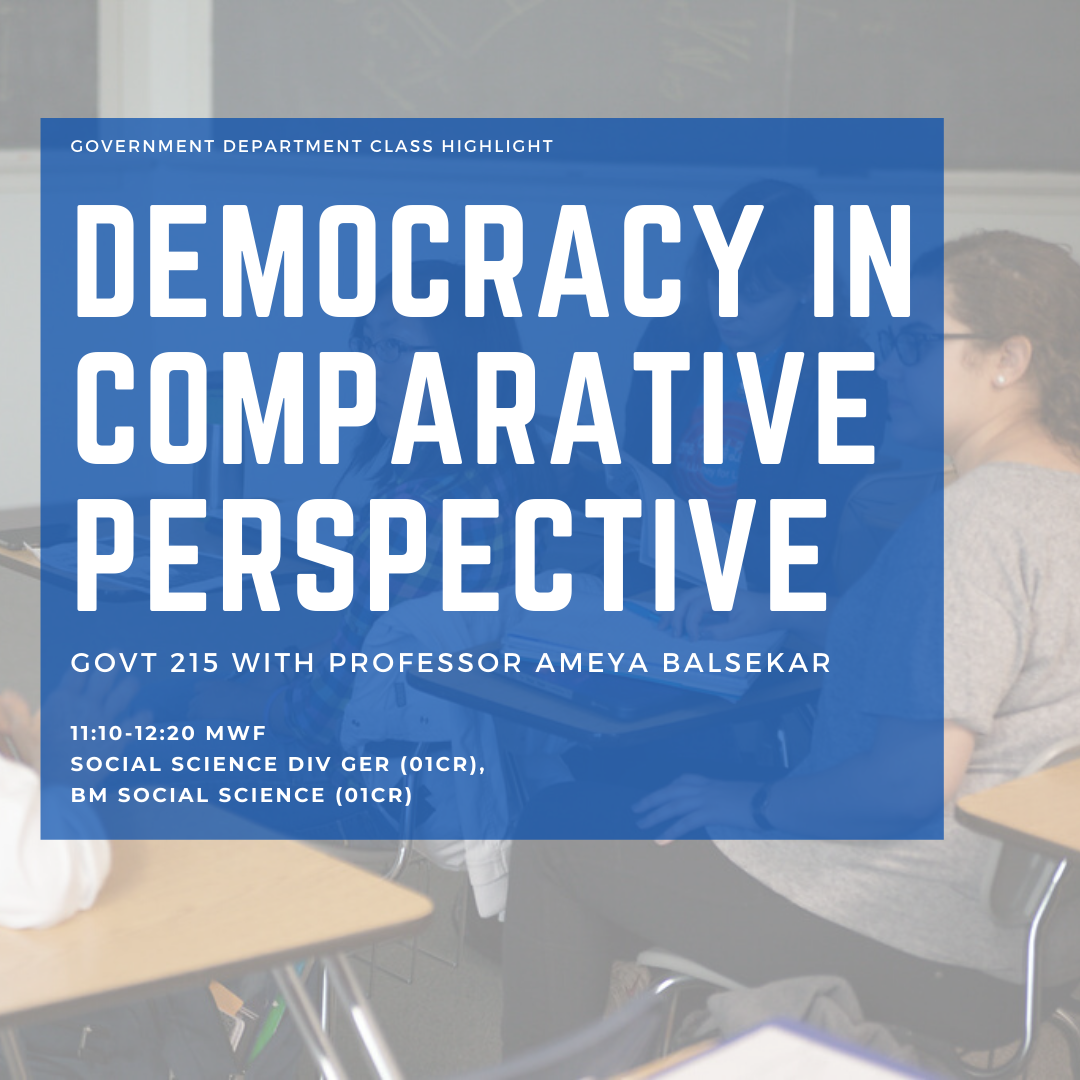 GOVERNMENT DEPARTMENT CLASS HIGHLIGHT
DEMOCRACY IN
COMPARATIVE
PERSPECTIVE
GOVT 215 WITH PROFESSOR AMEYA BALSEKAR
11:10-12:20 MWF
SOCIAL SCIENCE DIV GER (01CR),
BM SOCIAL SCIENCE (01CR)